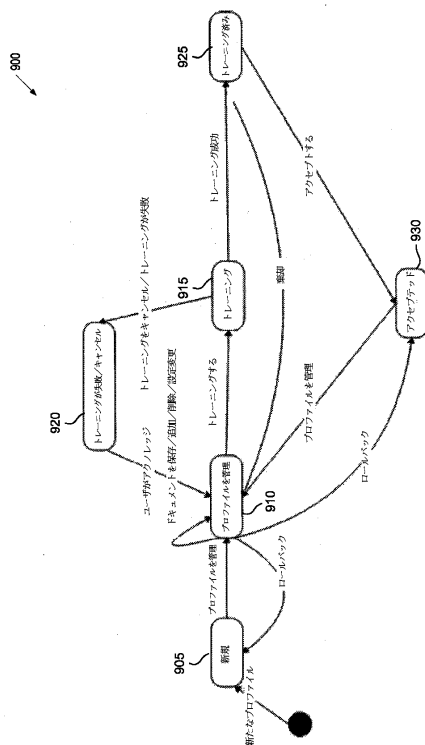 900
トレーニングが失敗/キャンセル
920
ユーザがアクノレッジ
ドキュメントを保存/追加/削除/設定変更
トレーニングをキャンセル/トレーニングが失敗
新たなプロファイル
新規
905
プロファイルを管理
プロファイルを管理
910
トレーニングする
トレーニング
915
トレーニング成功
トレーニング済み
925
ロールバック
棄却
ロールバック
プロファイルを管理
アクセプトする
アクセプテッド
930